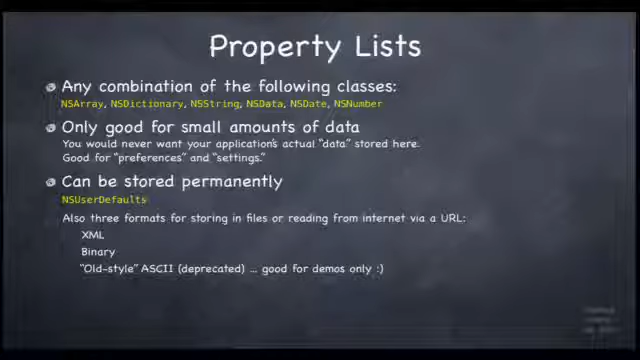 Property Lists
Any combination of the following classes:
NSArray, NSDictionary, NSString, NSData, NSDate, NSNumber
Only good for small amounts of data
You would never want your application's actual "data" stored here.
Good for "preferences" and "settings."
Can be stored permanently
NSUserDefaults
Also three formats for storing in files or reading from internet via a URL:
XML
Binary
"Old-style" ASCII (deprecated) ... good for demos only :)